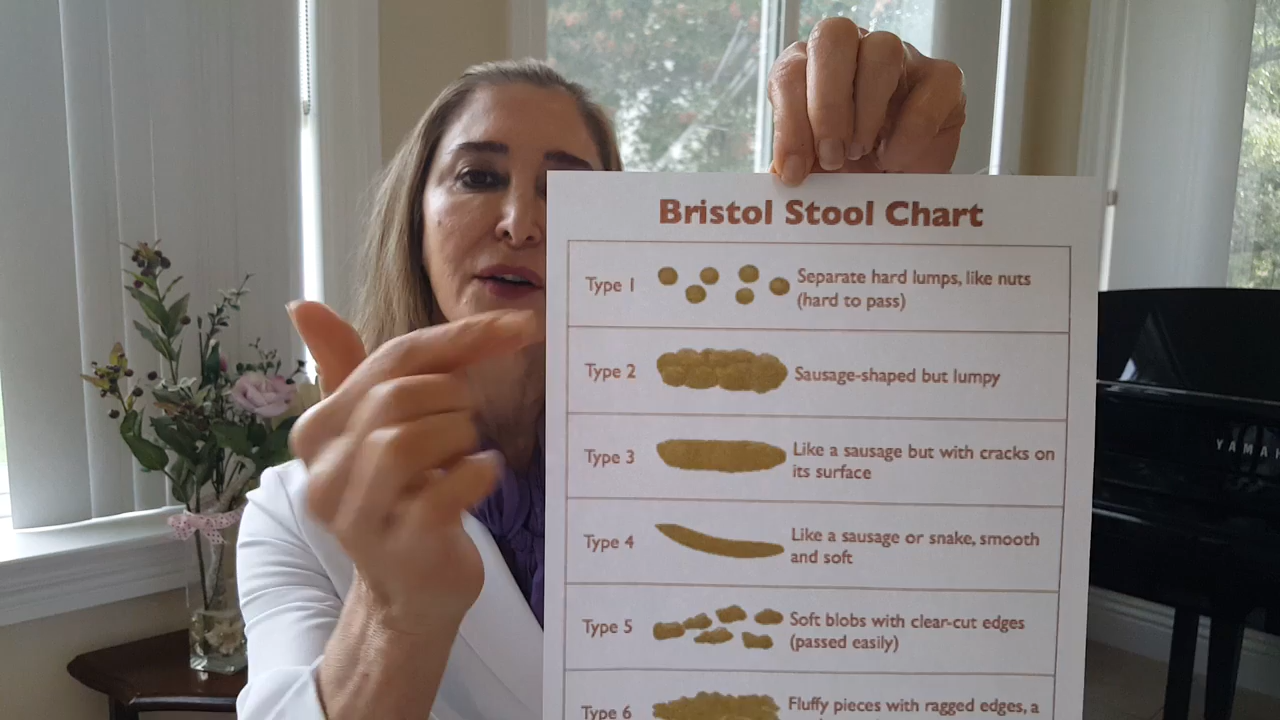 Bristol Stool Chart
Type 1
Separate hard lumps, like nuts
(hard to pass)
Type 2
Sausage-shaped but lumpy
Type 3
Like a sausage but with cracks on
its surface
Type 4
Like a sausage or snake, smooth
and soft
Type 5
Soft blobs with clear-cut edges
(passed easily)
Type 6
Fluffy pieces with ragged edges, a
YAMAH